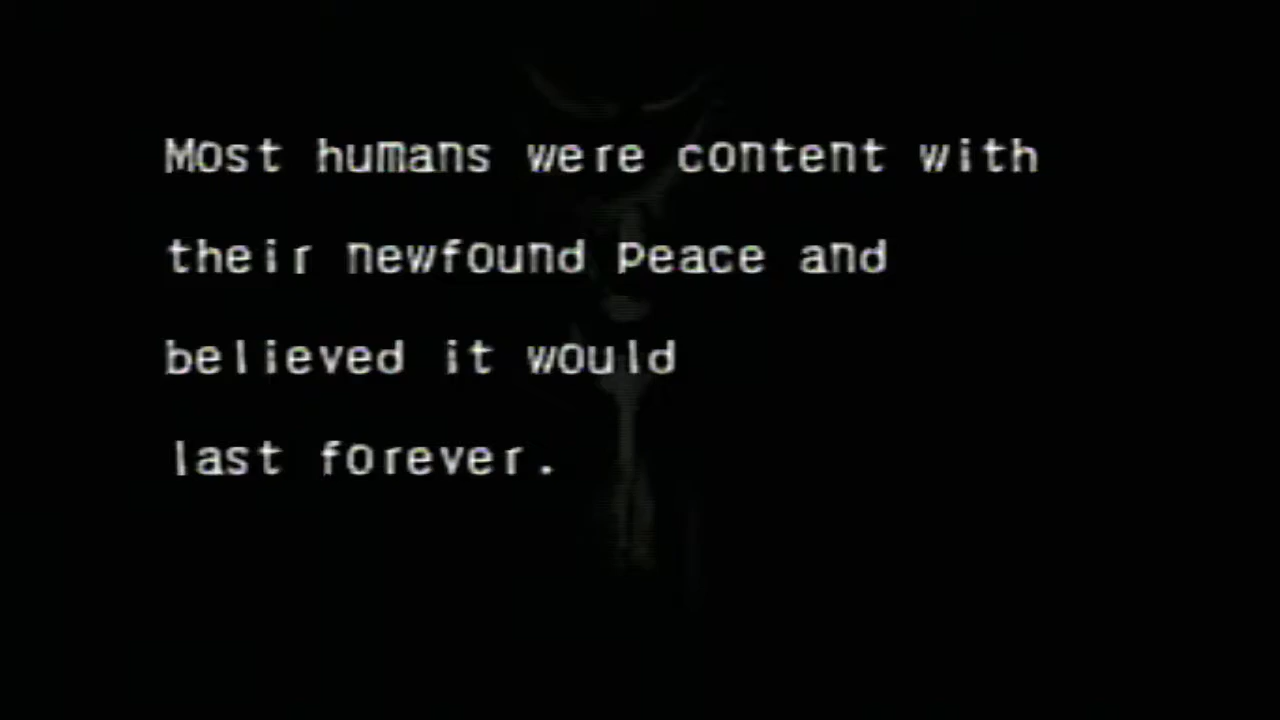 Most humans were content with
their newfound peace and
believed it would
last forever.